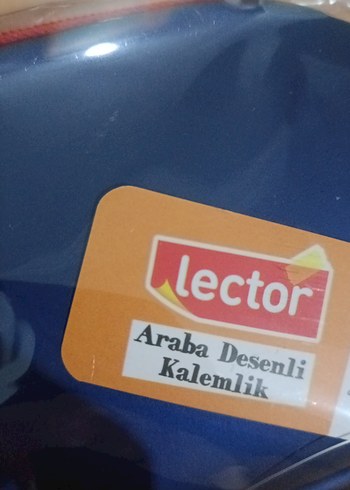 lector
Araba Desenli
Kalemlik